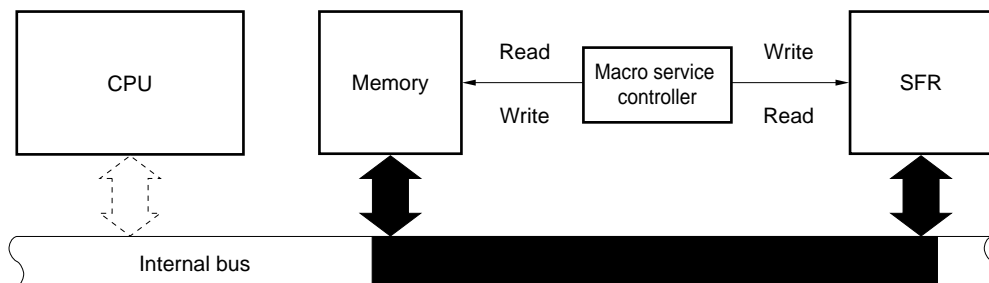 CPU
Memory
Read
Write
Macro service
controller
Write
Read
SFR
Internal bus